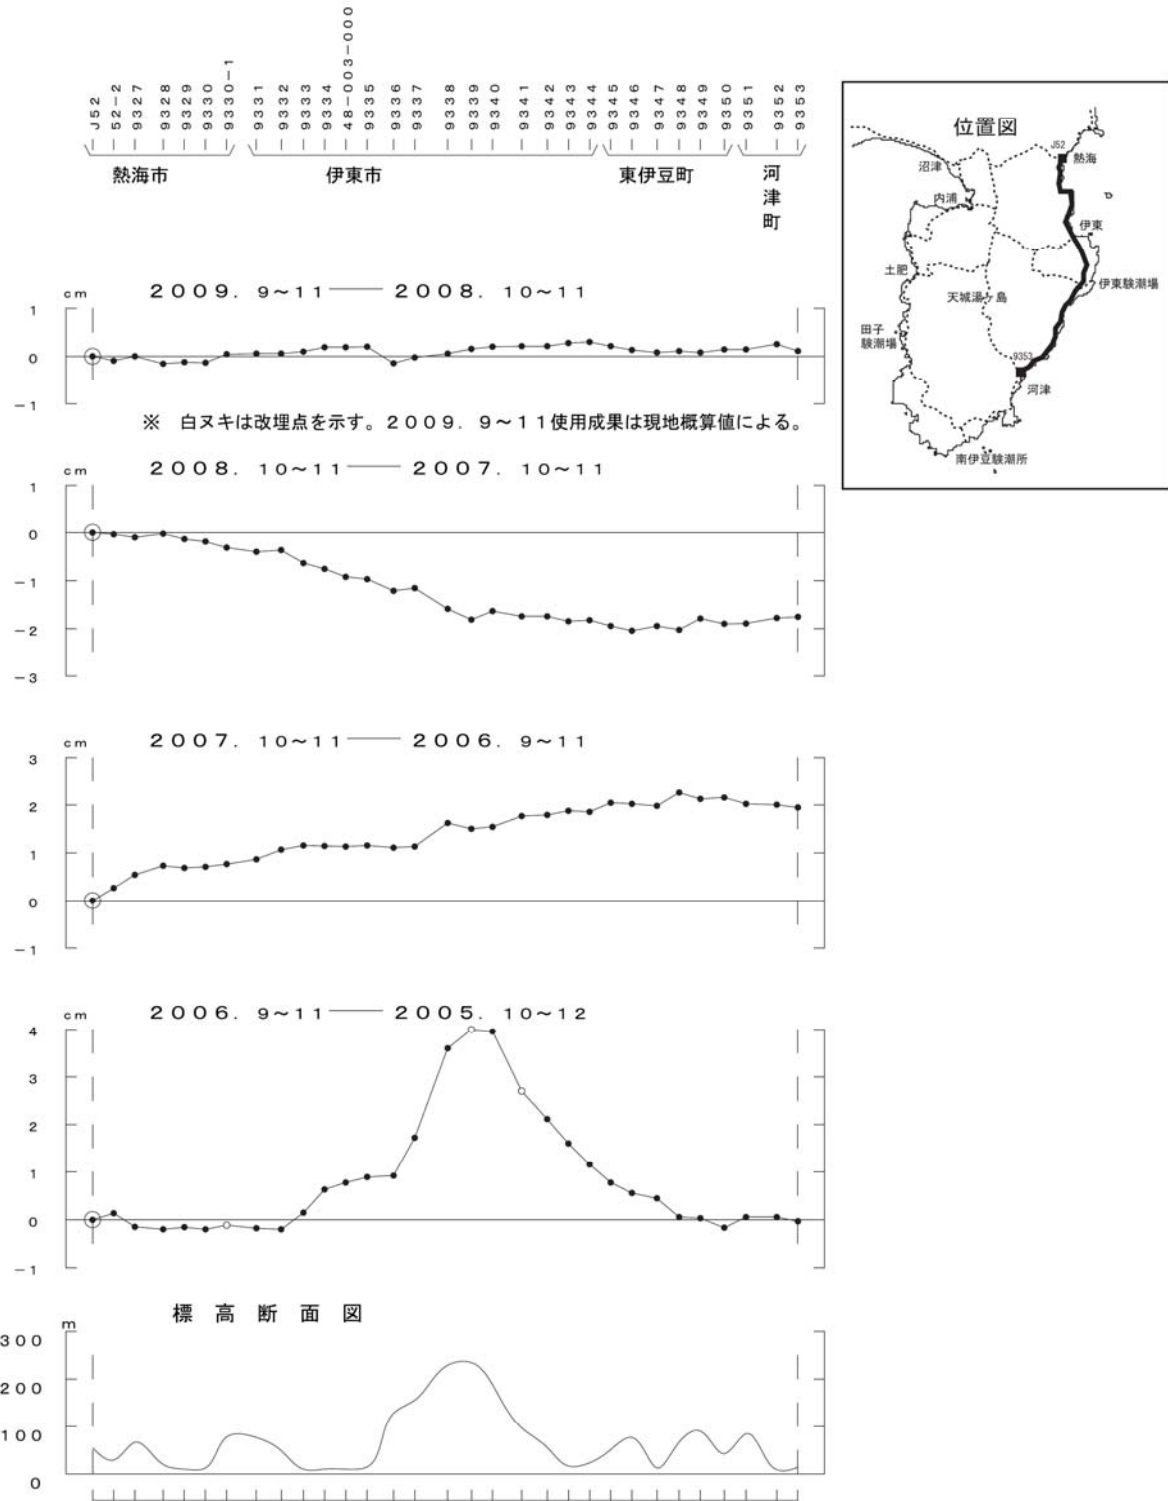 J52
52-2
9327
9328
9329
9330
9330-1
9331
9332
9333
9334
48-003-000
9335
9336
9337
9338
9339
9340
9341
9342
9343
9344
9345
9346
9347
9348
9349
9350
9351
9352
9353
熱海市
伊東市
東伊豆町
河津町
位置図
J52
熱海
沼津
内浦
伊東
土肥
伊東験潮場
天城湯ヶ島
田子
験潮場
9353
河津
南伊豆験潮所
cm
2009. 9~11 ── 2008. 10~11
1
0
-1
※ 白ヌキは改埋点を示す。2009. 9~11使用成果は現地概算値による。
cm
2008. 10~11 ── 2007. 10~11
1
0
-1
-2
-3
cm
2007. 10~11 ── 2006. 9~11
3
2
1
0
-1
cm
2006. 9~11 ── 2005. 10~12
4
3
2
1
0
-1
標高断面図
m
300
200
100
0